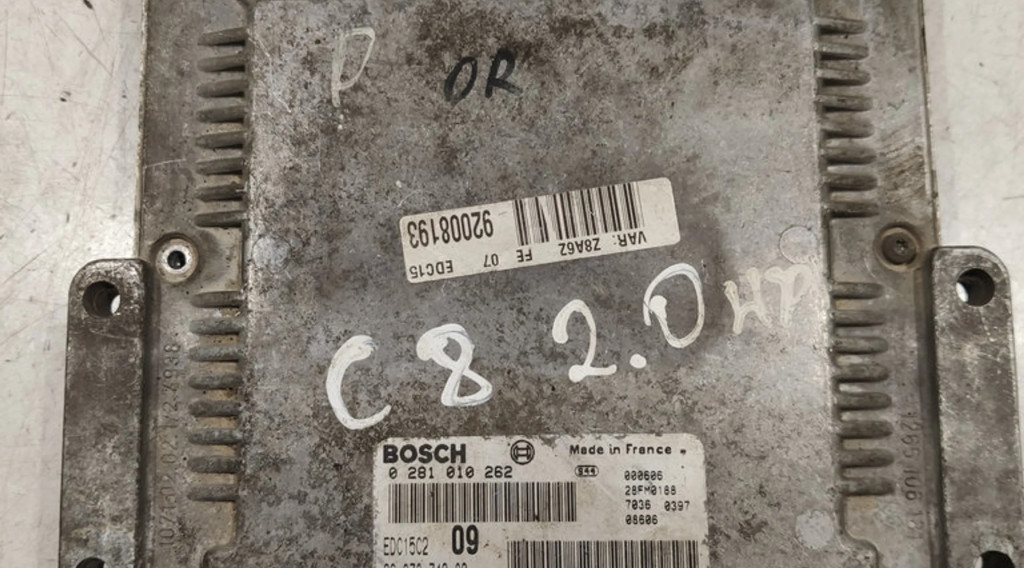 D OR
92008193
VAR: Z8A6Z
FE 07 EDC15
C8 2.0 HP
BOSCH Made in France
0 281 010 262
S44
000606
28FM0188
7036 0397
08606
EDC15C2 09